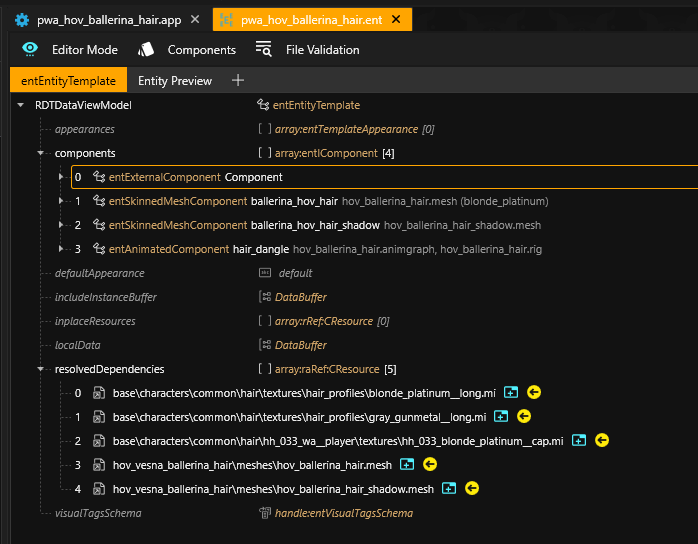 pwa_hov_ballerina_hair.app × pwa_hov_ballerina_hair.ent ×
Editor Mode Components File Validation
entEntityTemplate Entity Preview +
RDTDataViewModel entEntityTemplate
appearances [ ] array:entTemplateAppearance [0]
components [ ] array:entIComponent [4]
0 entExternalComponent Component
1 entSkinnedMeshComponent ballerina_hov_hair hov_ballerina_hair.mesh (blonde_platinum)
2 entSkinnedMeshComponent ballerina_hov_hair_shadow hov_ballerina_hair_shadow.mesh
3 entAnimatedComponent hair_dangle hov_ballerina_hair.animgraph, hov_ballerina_hair.rig
defaultAppearance default
includeInstanceBuffer DataBuffer
inplaceResources [ ] array:rRef:CResource [0]
localData DataBuffer
resolvedDependencies [ ] array:raRef:CResource [5]
0 base\characters\common\hair\textures\hair_profiles\blonde_platinum__long.mi
1 base\characters\common\hair\textures\hair_profiles\gray_gunmetal__long.mi
2 base\characters\common\hair\hh_033_wa__player\textures\hh_033_blonde_platinum__cap.mi
3 hov_vesna_ballerina_hair\meshes\hov_ballerina_hair.mesh
4 hov_vesna_ballerina_hair\meshes\hov_ballerina_hair_shadow.mesh
visualTagsSchema handle:entVisualTagsSchema